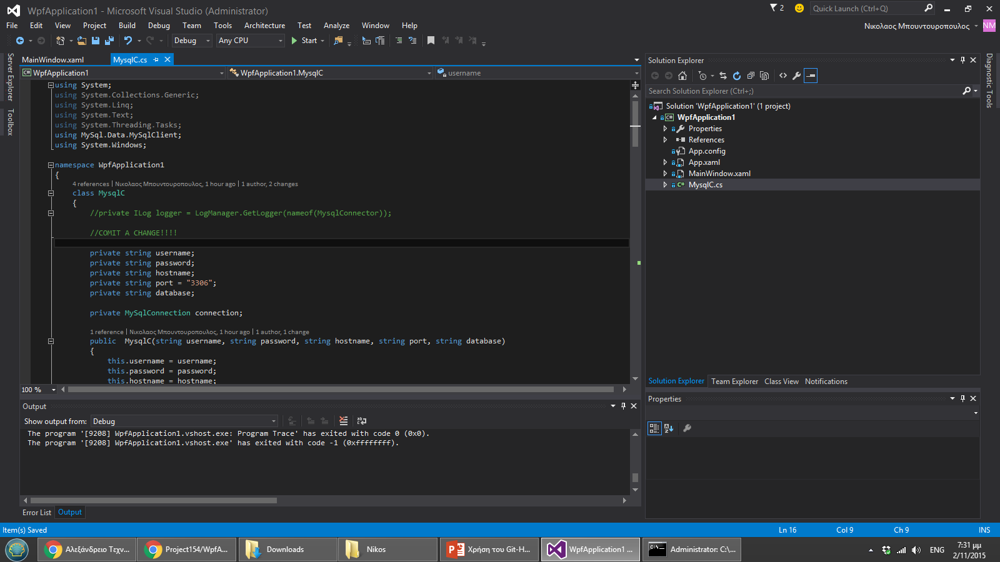 WpfApplication1 - Microsoft Visual Studio (Administrator)
2
Quick Launch (Ctrl+Q)
File Edit View Project Build Debug Team Tools Architecture Test Analyze Window Help
Νικολαος Μπουντουροπουλος NM
Debug Any CPU Start
Server Explorer
Toolbox
MainWindow.xaml MysqlC.cs
WpfApplication1 WpfApplication1.MysqlC username
using System;
using System.Collections.Generic;
using System.Linq;
using System.Text;
using System.Threading.Tasks;
using MySql.Data.MySqlClient;
using System.Windows;
namespace WpfApplication1
{
4 references | Νικολαος Μπουντουροπουλος, 1 hour ago | 1 author, 2 changes
class MysqlC
{
//private ILog logger = LogManager.GetLogger(nameof(MysqlConnector));
//COMIT A CHANGE!!!!
private string username;
private string password;
private string hostname;
private string port = "3306";
private string database;
private MySqlConnection connection;
1 reference | Νικολαος Μπουντουροπουλος, 1 hour ago | 1 author, 1 change
public  MysqlC(string username, string password, string hostname, string port, string database)
{
this.username = username;
this.password = password;
this.hostname = hostname;
100 %
Output
Show output from: Debug
The program '[9208] WpfApplication1.vshost.exe: Program Trace' has exited with code 0 (0x0).
The program '[9208] WpfApplication1.vshost.exe' has exited with code -1 (0xffffffff).
Error List Output
Solution Explorer
Search Solution Explorer (Ctrl+;)
Solution 'WpfApplication1' (1 project)
WpfApplication1
Properties
References
App.config
App.xaml
MainWindow.xaml
MysqlC.cs
Solution Explorer Team Explorer Class View Notifications
Properties
Diagnostic Tools
Item(s) Saved Ln 16 Col 9 Ch 9 INS
Αλεξάνδρειο Τεχν... Project154/WpfA... Downloads Nikos Χρήση του Git-H... WpfApplication1 ... Administrator: C:\...
ENG
7:31 μμ
2/11/2015